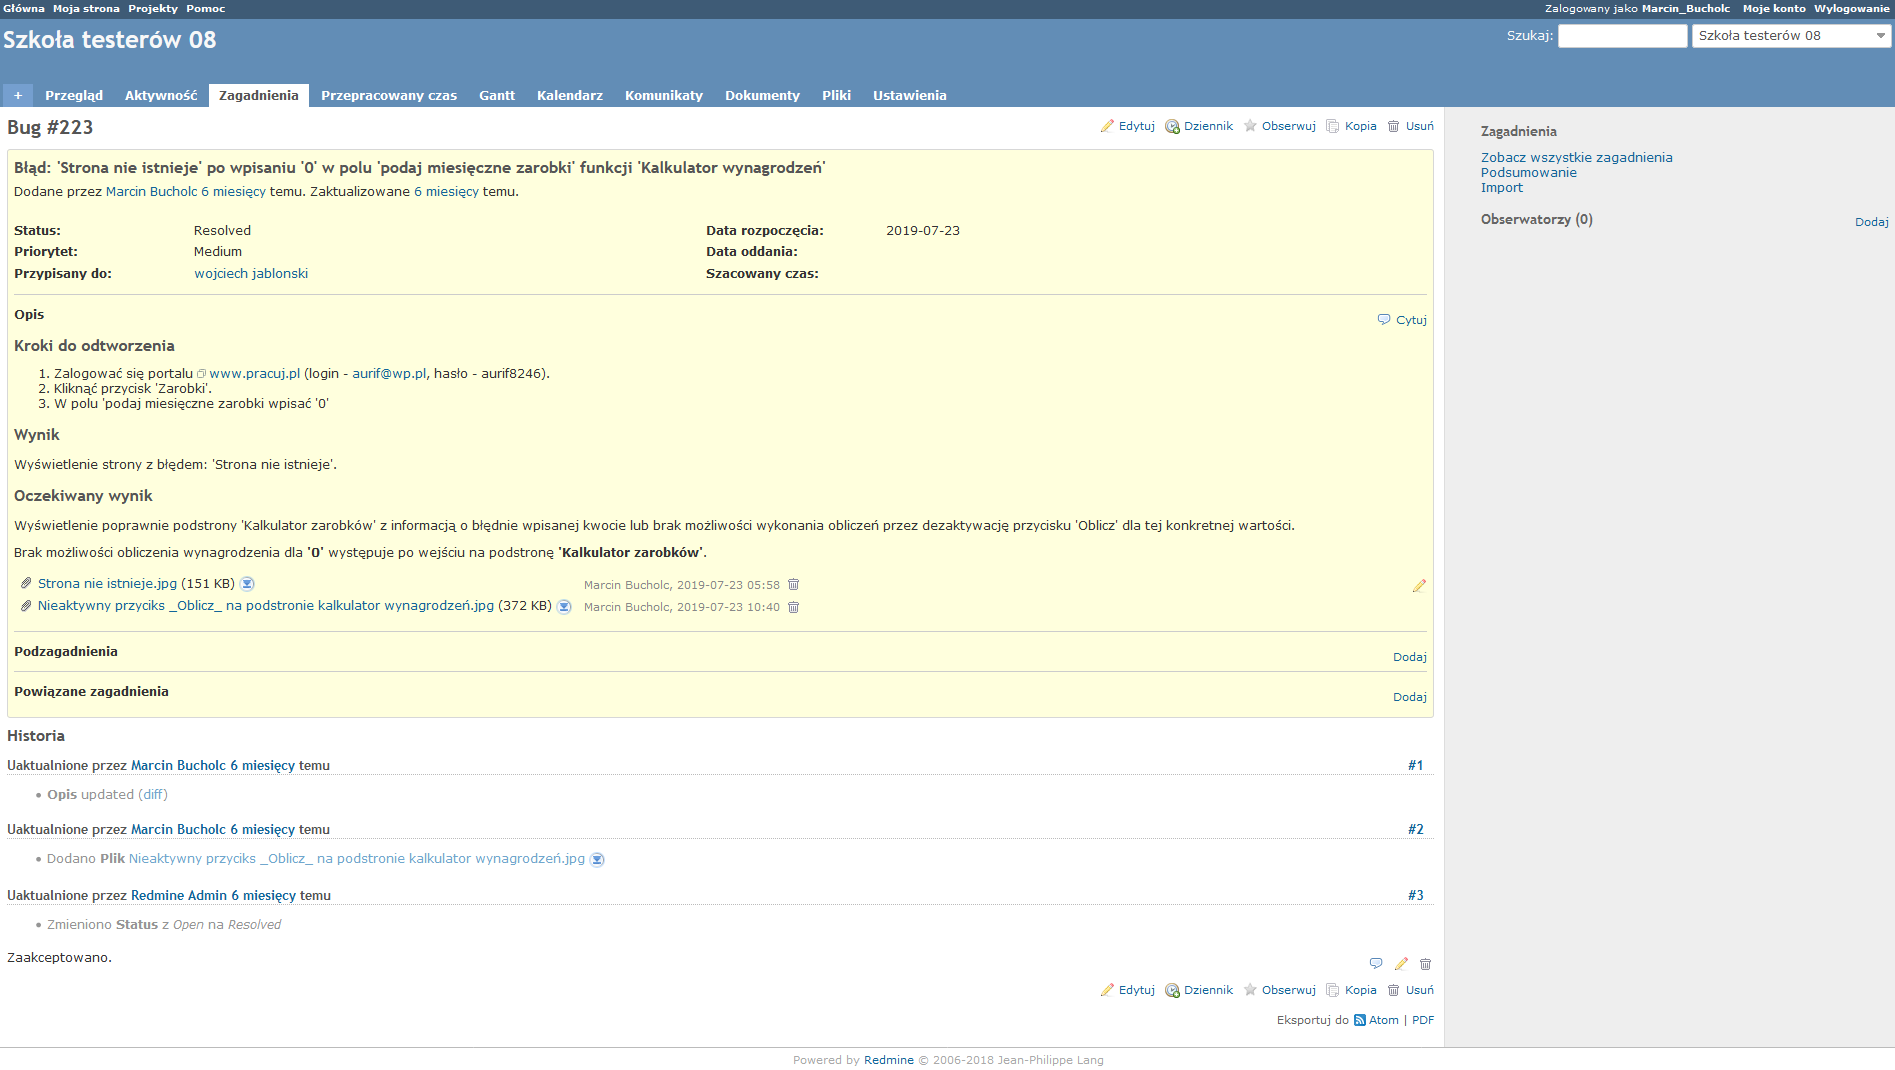 Główna Moja strona Projekty Pomoc Zalogowany jako Marcin_Bucholc Moje konto Wylogowanie
Szkoła testerów 08 Szukaj: Szkoła testerów 08
+ Przegląd Aktywność Zagadnienia Przepracowany czas Gantt Kalendarz Komunikaty Dokumenty Pliki Ustawienia
Bug #223 Edytuj Dziennik Obserwuj Kopia Usuń
Błąd: 'Strona nie istnieje' po wpisaniu '0' w polu 'podaj miesięczne zarobki' funkcji 'Kalkulator wynagrodzeń'
Dodane przez Marcin Bucholc 6 miesięcy temu. Zaktualizowane 6 miesięcy temu.
Status: Resolved Data rozpoczęcia: 2019-07-23
Priorytet: Medium Data oddania:
Przypisany do: wojciech jablonski Szacowany czas:
Opis Cytuj
Kroki do odtworzenia
1. Zalogować się portalu www.pracuj.pl (login - aurif@wp.pl, hasło - aurif8246).
2. Kliknąć przycisk 'Zarobki'.
3. W polu 'podaj miesięczne zarobki wpisać '0'
Wynik
Wyświetlenie strony z błędem: 'Strona nie istnieje'.
Oczekiwany wynik
Wyświetlenie poprawnie podstrony 'Kalkulator zarobków' z informacją o błędnie wpisanej kwocie lub brak możliwości wykonania obliczeń przez dezaktywację przycisku 'Oblicz' dla tej konkretnej wartości.
Brak możliwości obliczenia wynagrodzenia dla '0' występuje po wejściu na podstronę 'Kalkulator zarobków'.
Strona nie istnieje.jpg (151 KB) Marcin Bucholc, 2019-07-23 05:58
Nieaktywny przyciks _Oblicz_ na podstronie kalkulator wynagrodzeń.jpg (372 KB) Marcin Bucholc, 2019-07-23 10:40
Podzagadnienia Dodaj
Powiązane zagadnienia Dodaj
Historia
Uaktualnione przez Marcin Bucholc 6 miesięcy temu #1
• Opis updated (diff)
Uaktualnione przez Marcin Bucholc 6 miesięcy temu #2
• Dodano Plik Nieaktywny przyciks _Oblicz_ na podstronie kalkulator wynagrodzeń.jpg
Uaktualnione przez Redmine Admin 6 miesięcy temu #3
• Zmieniono Status z Open na Resolved
Zaakceptowano.
Edytuj Dziennik Obserwuj Kopia Usuń
Eksportuj do Atom | PDF
Zagadnienia
Zobacz wszystkie zagadnienia
Podsumowanie
Import
Obserwatorzy (0) Dodaj
Powered by Redmine © 2006-2018 Jean-Philippe Lang